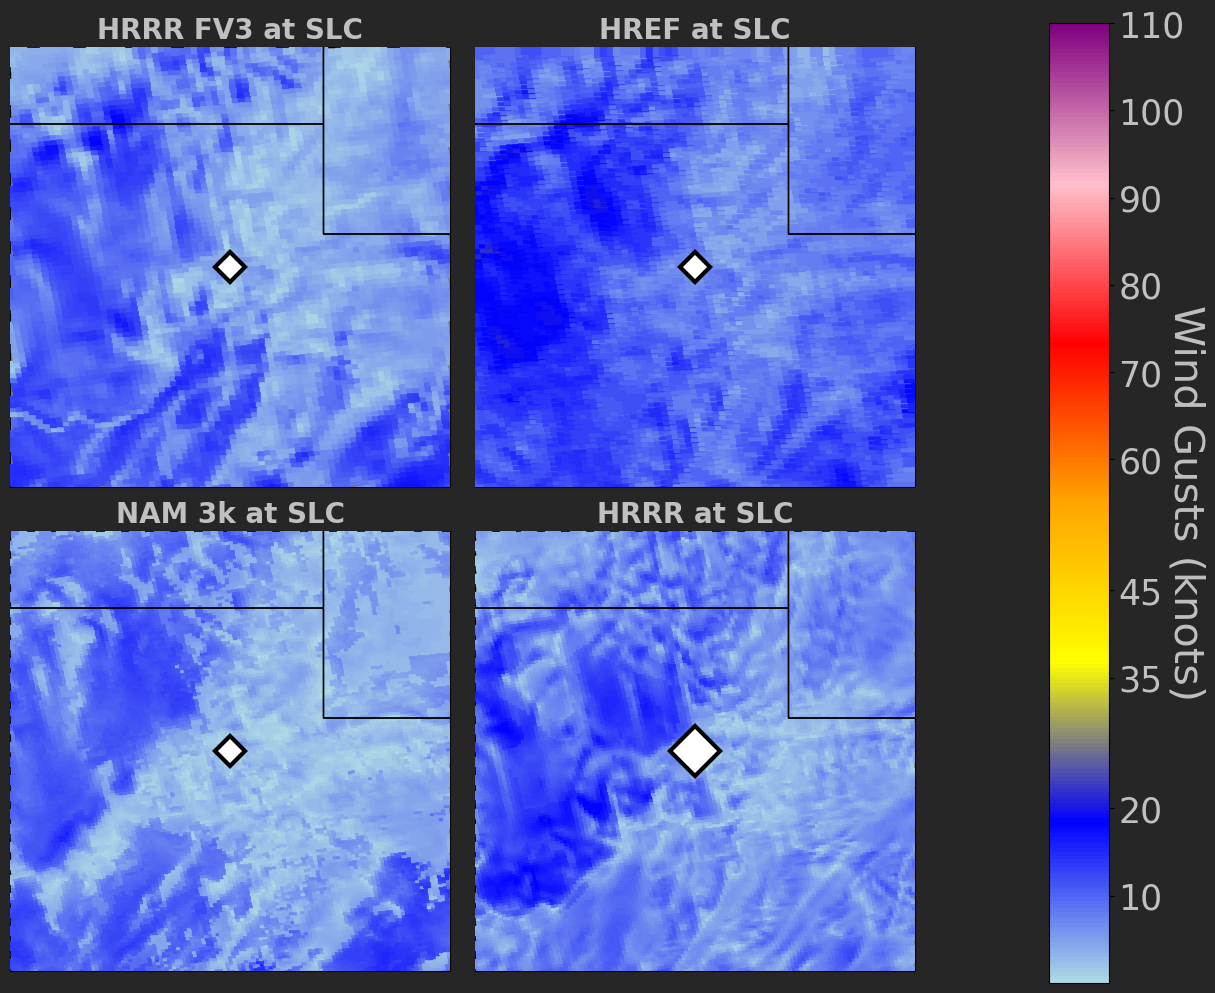 HRRR FV3 at SLC
HREF at SLC
NAM 3k at SLC
HRRR at SLC
110
100
90
80
70
60
45
35
20
10
Wind Gusts (knots)